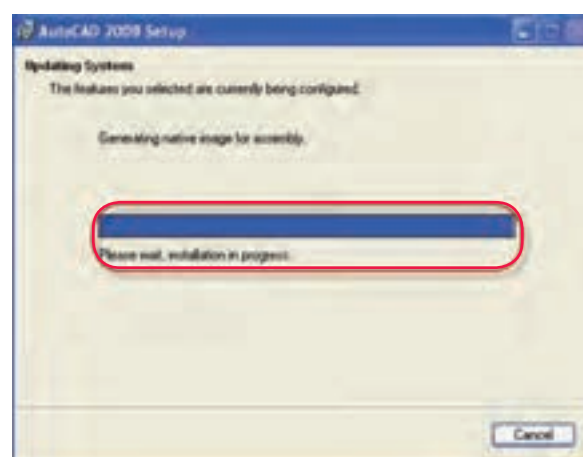 AutoCAD 2009 Setup
Updating System
The features you selected are currently being configured.
Generating native image for assembly.
Please wait, installation in progress.
Cancel